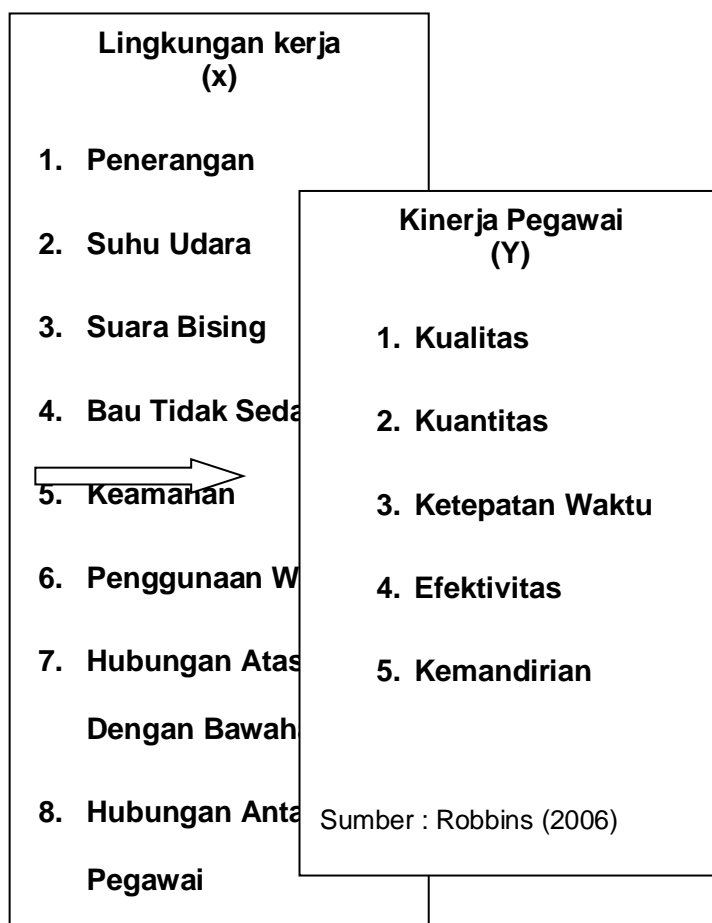 Lingkungan kerja
(x)
1. Penerangan
2. Suhu Udara
3. Suara Bising
4. Bau Tidak Seda
5. Keamanan
6. Penggunaan W
7. Hubungan Atas
Dengan Bawaha
8. Hubungan Anta
Pegawai
Kinerja Pegawai
(Y)
1. Kualitas
2. Kuantitas
3. Ketepatan Waktu
4. Efektivitas
5. Kemandirian
Sumber : Robbins (2006)